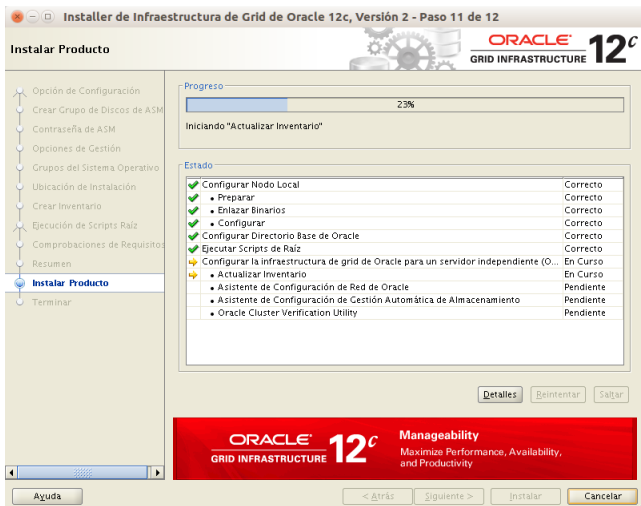 Installer de Infraestructura de Grid de Oracle 12c, Versión 2 - Paso 11 de 12
Instalar Producto
ORACLE
GRID INFRASTRUCTURE 12c
Opción de Configuración
Crear Grupo de Discos de ASM
Contraseña de ASM
Opciones de Gestión
Grupos del Sistema Operativo
Ubicación de Instalación
Crear Inventario
Ejecución de Scripts Raíz
Comprobaciones de Requisitos
Resumen
Instalar Producto
Terminar
Progreso
23%
Iniciando "Actualizar Inventario"
Estado
Configurar Nodo Local Correcto
• Preparar Correcto
• Enlazar Binarios Correcto
• Configurar Correcto
Configurar Directorio Base de Oracle Correcto
Ejecutar Scripts de Raíz Correcto
Configurar la infraestructura de grid de Oracle para un servidor independiente (O... En Curso
• Actualizar Inventario En Curso
• Asistente de Configuración de Red de Oracle Pendiente
• Asistente de Configuración de Gestión Automática de Almacenamiento Pendiente
• Oracle Cluster Verification Utility Pendiente
Detalles Reintentar Saltar
ORACLE
GRID INFRASTRUCTURE 12c
Manageability
Maximize Performance, Availability,
and Productivity
Ayuda < Atrás Siguiente > Instalar Cancelar